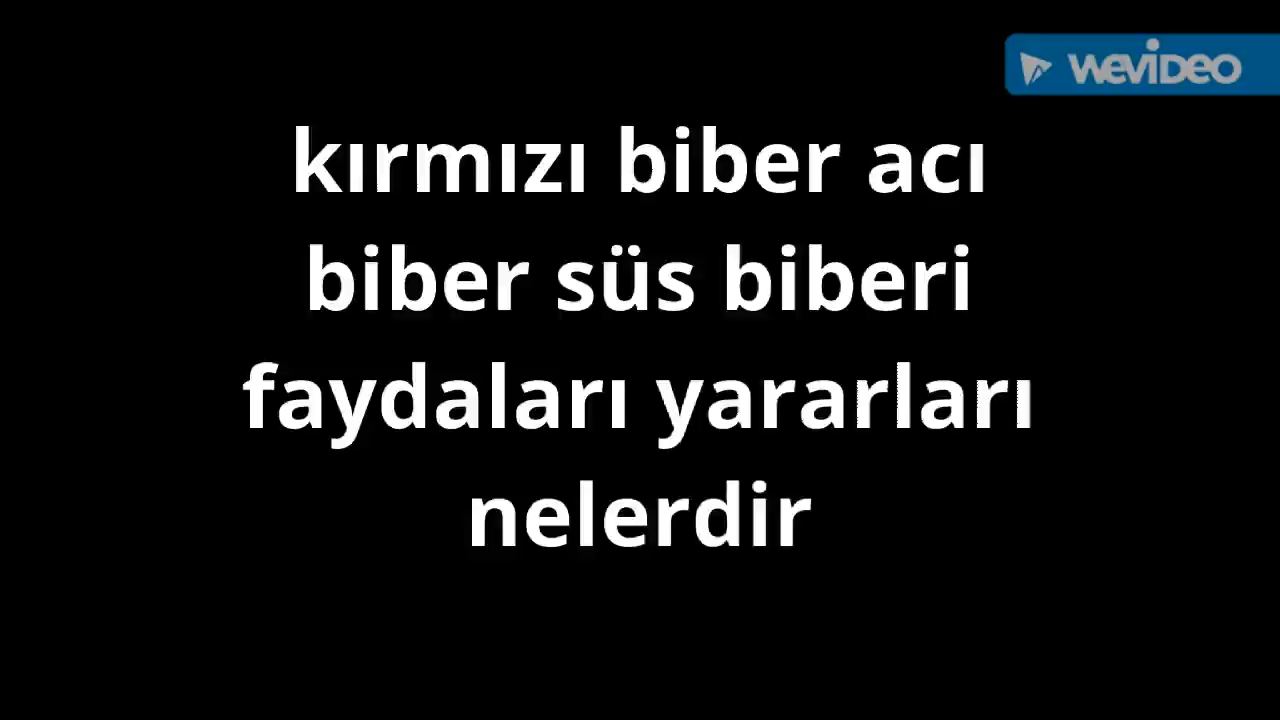 WEVIDEO
kırmızı biber acı
biber süs biberi
faydaları yararları
nelerdir